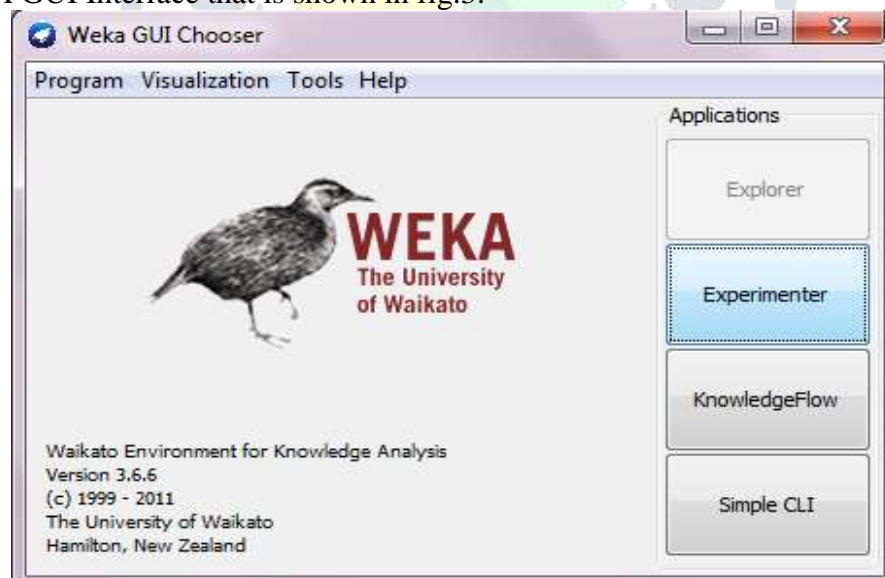 GUI Interface that is shown in fig.3.
Weka GUI Chooser
Program Visualization Tools Help
Applications
Explorer
WEKA
The University
of Waikato
Experimenter
KnowledgeFlow
Waikato Environment for Knowledge Analysis
Version 3.6.6
(c) 1999 - 2011
The University of Waikato
Hamilton, New Zealand
Simple CLI